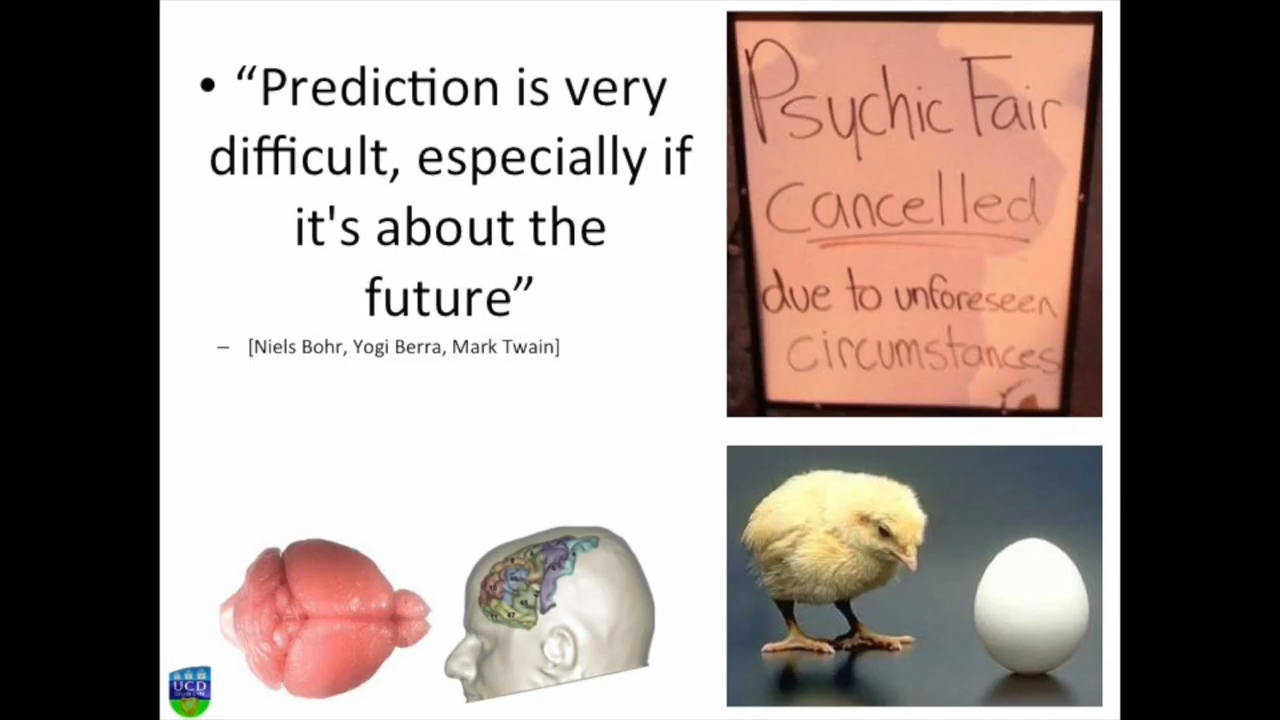 • “Prediction is very
difficult, especially if
it's about the
future”
– [Niels Bohr, Yogi Berra, Mark Twain]
Psychic Fair
Cancelled
due to unforeseen
circumstances
UCD
DUBLIN